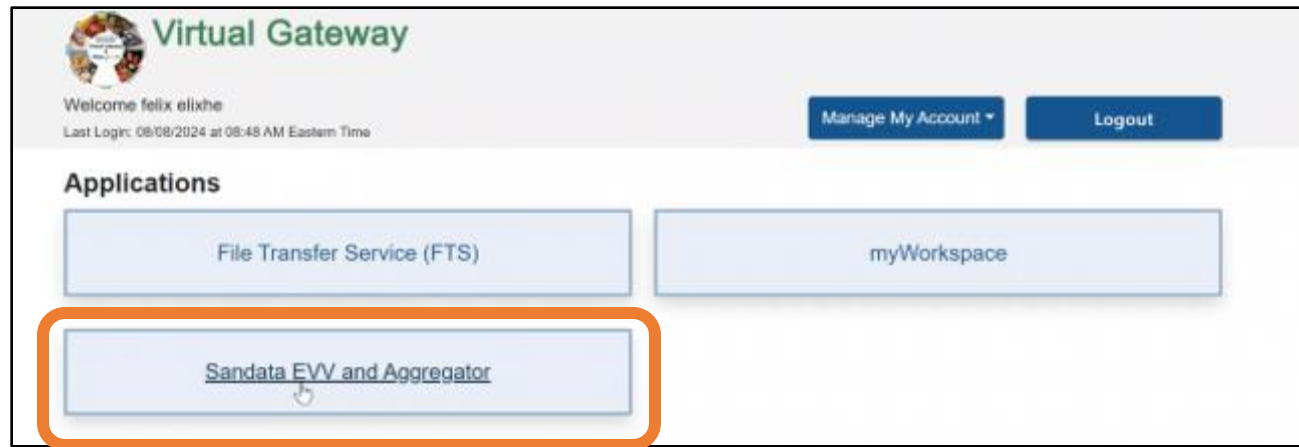 Virtual Gateway
Welcome felix elixhe
Last Login: 08/08/2024 at 08:48 AM Eastern Time
Manage My Account
Logout
Applications
File Transfer Service (FTS)
myWorkspace
Sandata EVV and Aggregator